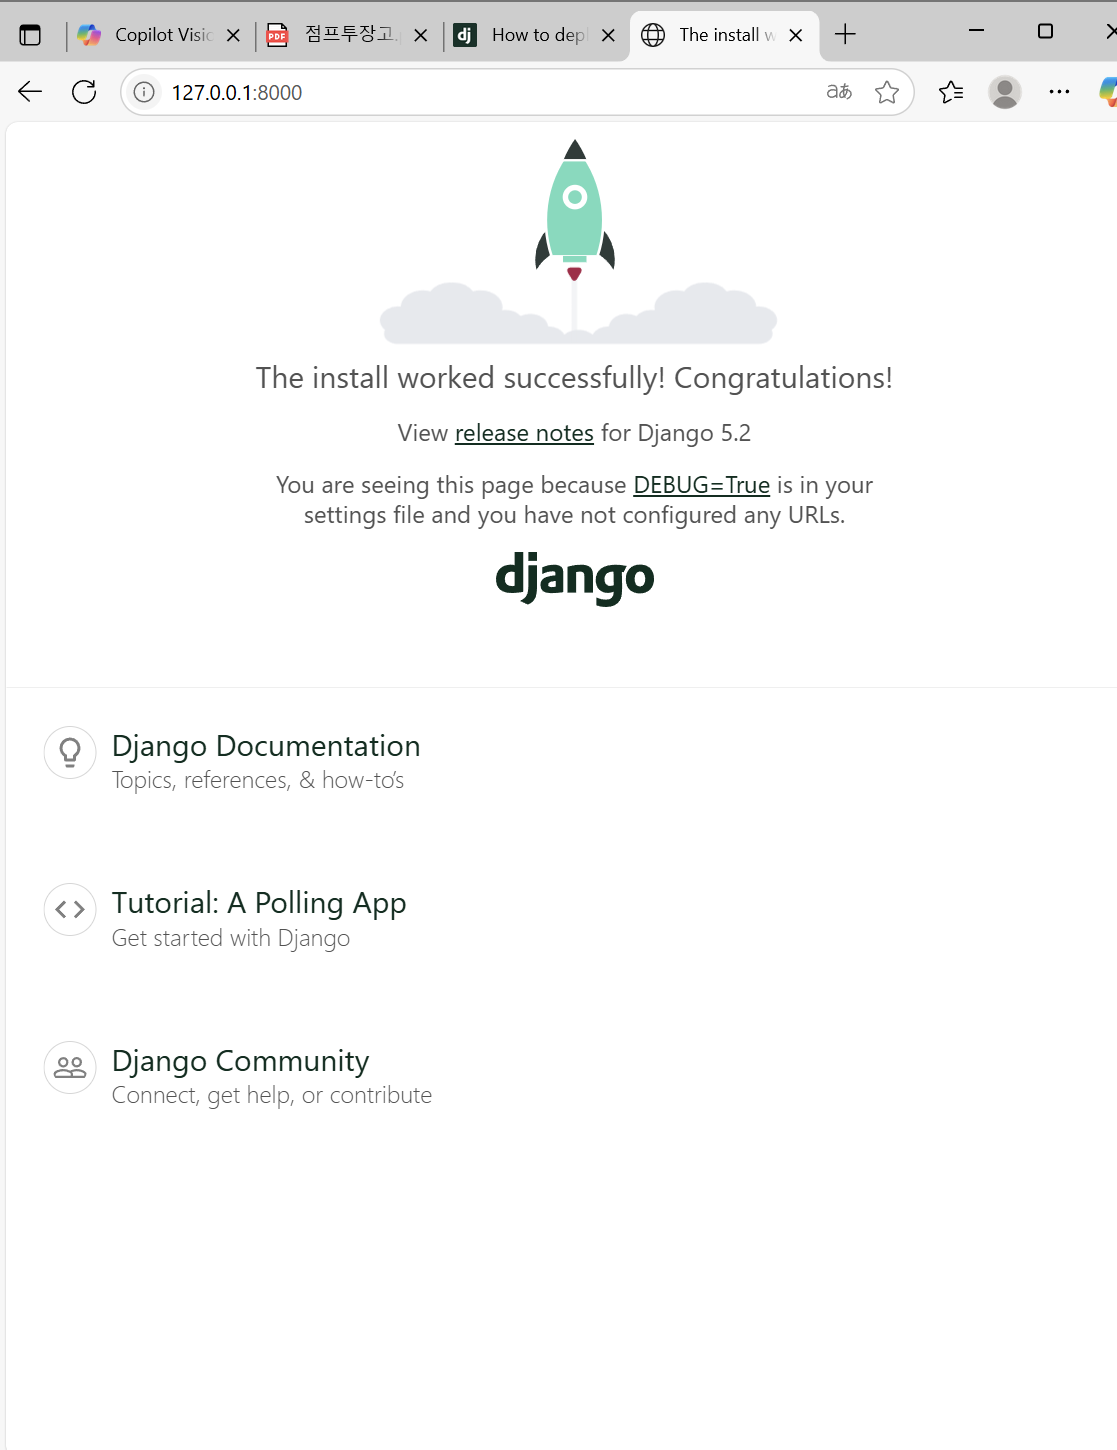 Copilot Visi
점프투장고.
How to dep
The install w
127.0.0.1:8000
aあ
The install worked successfully! Congratulations!
View release notes for Django 5.2
You are seeing this page because DEBUG=True is in your
settings file and you have not configured any URLs.
django
Django Documentation
Topics, references, & how-to’s
Tutorial: A Polling App
Get started with Django
Django Community
Connect, get help, or contribute